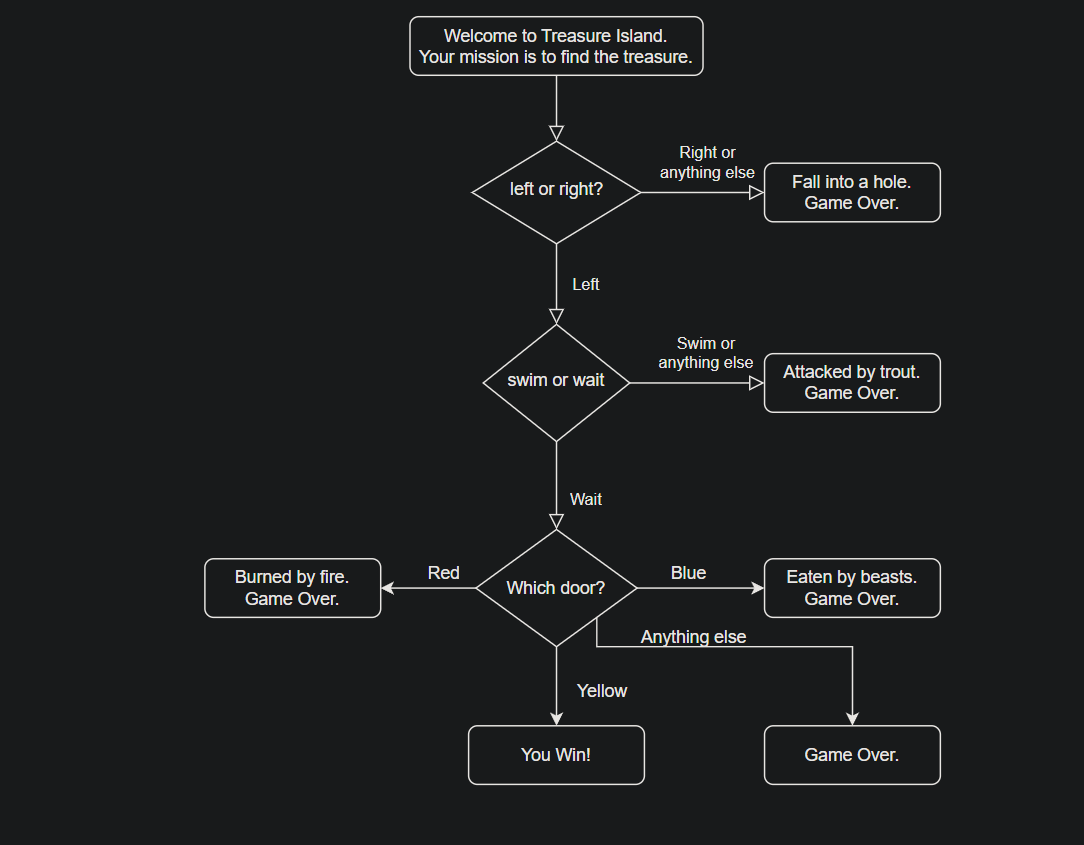 Welcome to Treasure Island.
Your mission is to find the treasure.
left or right?
Right or
anything else
Fall into a hole.
Game Over.
Left
swim or wait
Swim or
anything else
Attacked by trout.
Game Over.
Wait
Which door?
Red
Burned by fire.
Game Over.
Blue
Eaten by beasts.
Game Over.
Anything else
Game Over.
Yellow
You Win!